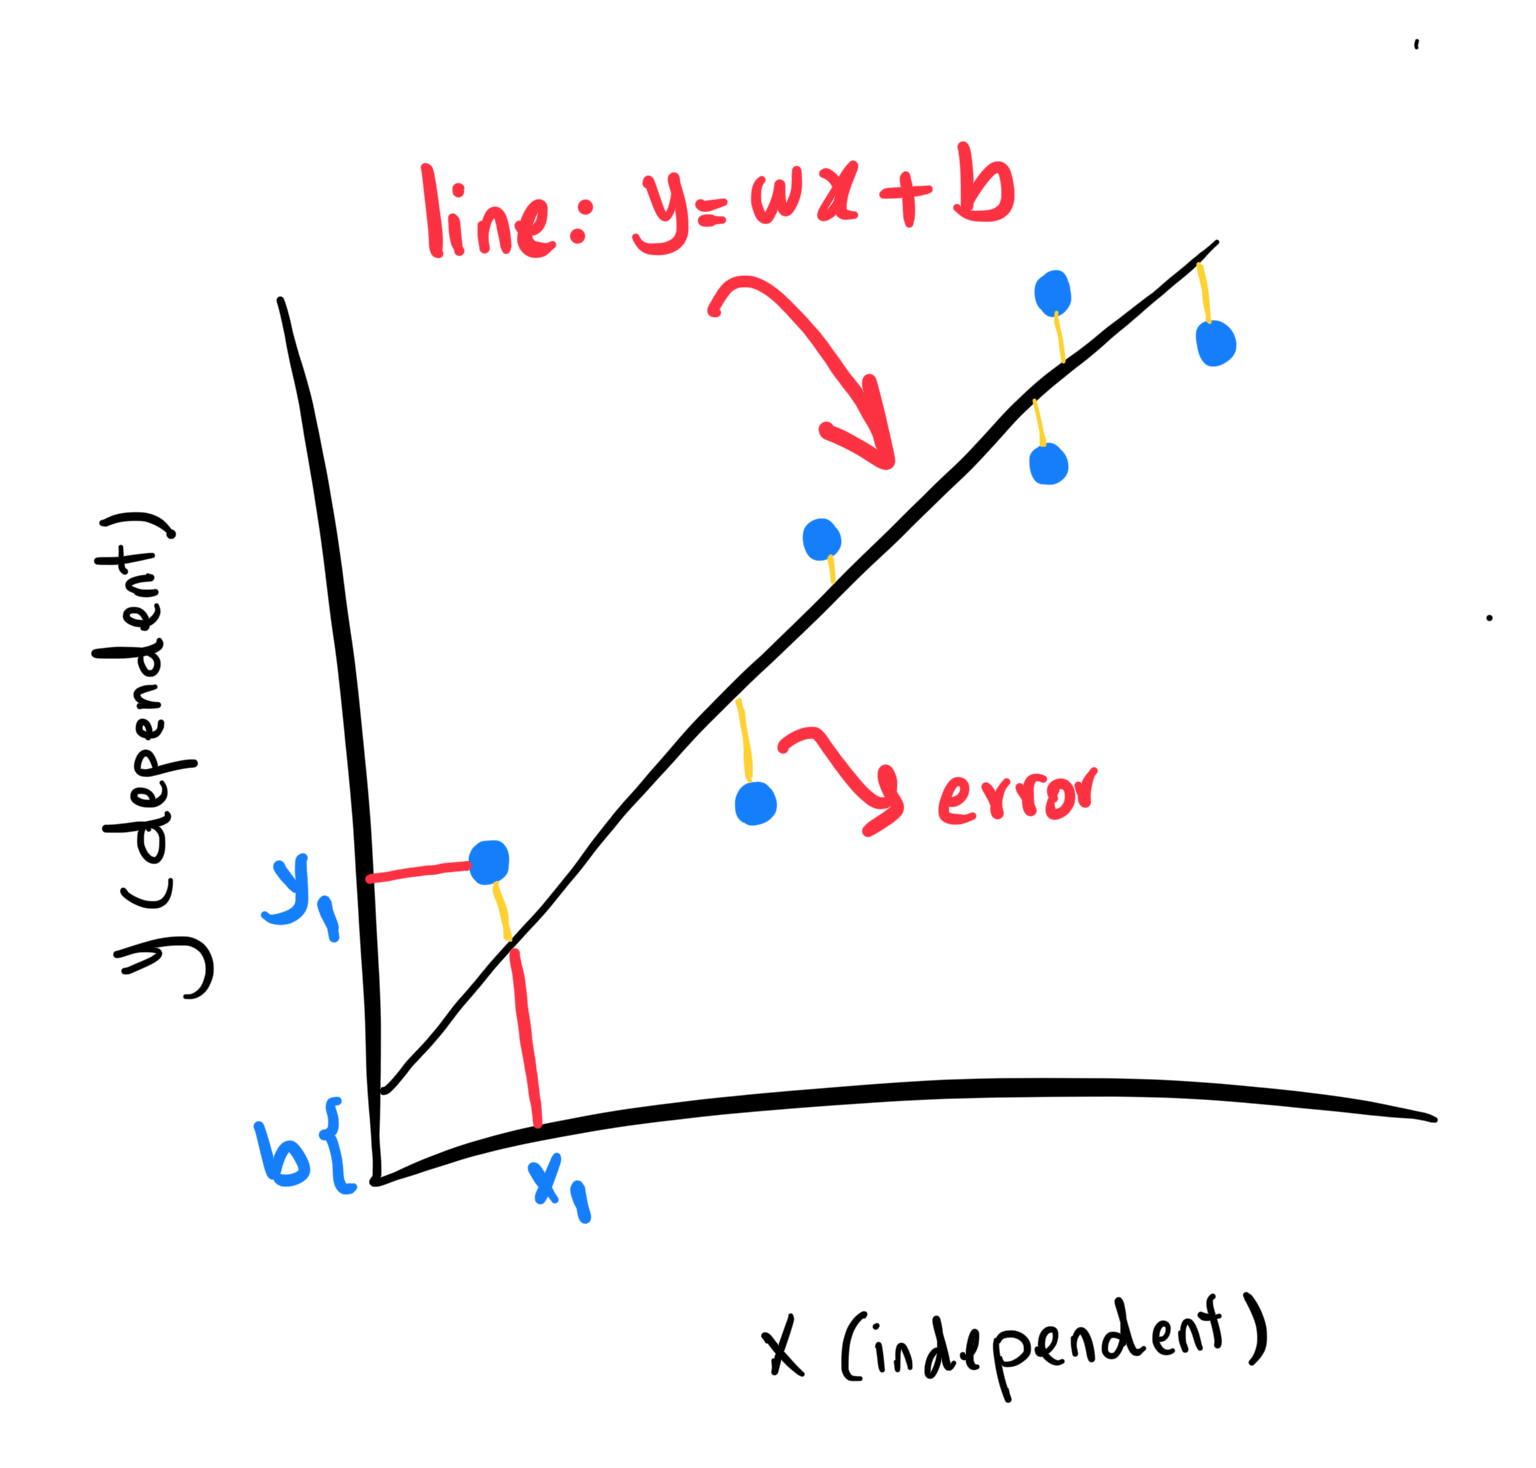 line: y=wx+b
y (dependent)
error
y₁
b{
x₁
x (independent)